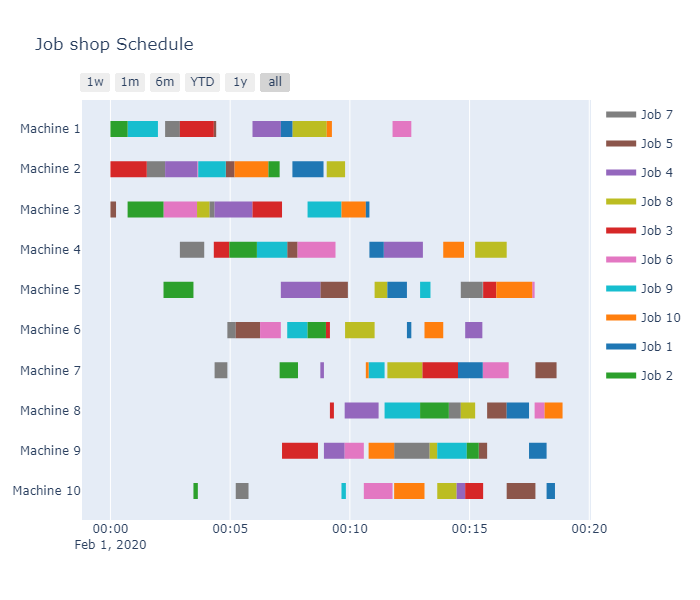 Job shop Schedule
1w 1m 6m YTD 1y all
Machine 1
Machine 2
Machine 3
Machine 4
Machine 5
Machine 6
Machine 7
Machine 8
Machine 9
Machine 10
00:00 00:05 00:10 00:15 00:20
Feb 1, 2020
Job 7
Job 5
Job 4
Job 8
Job 3
Job 6
Job 9
Job 10
Job 1
Job 2